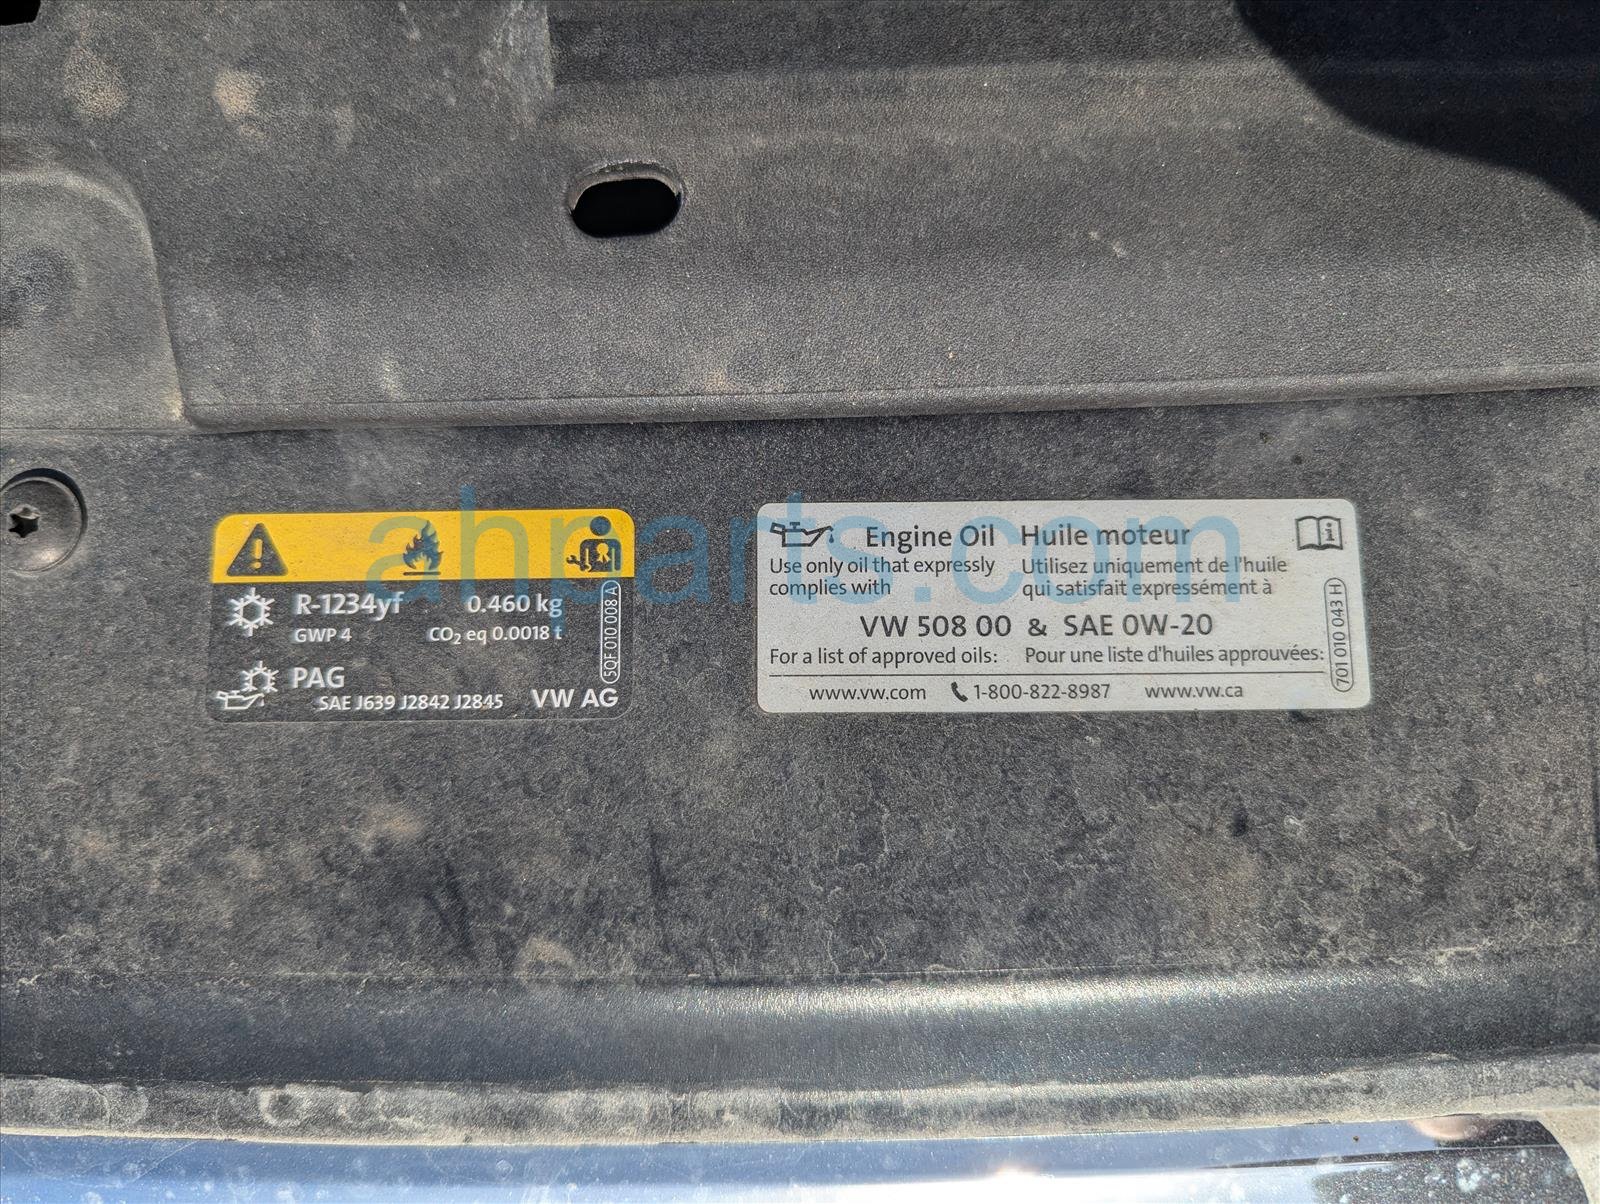 R-1234yf 0.460 kg
GWP 4 CO₂ eq 0.0018 t
PAG
SAE J639 J2842 J2845 VW AG
5QF 010 008 A
Engine Oil Huile moteur
Use only oil that expressly Utilisez uniquement de l'huile
complies with qui satisfait expressément à
VW 508 00 & SAE 0W-20
For a list of approved oils: Pour une liste d'huiles approuvées:
www.vw.com 1-800-822-8987 www.vw.ca
701 010 043 H
ahparts.com